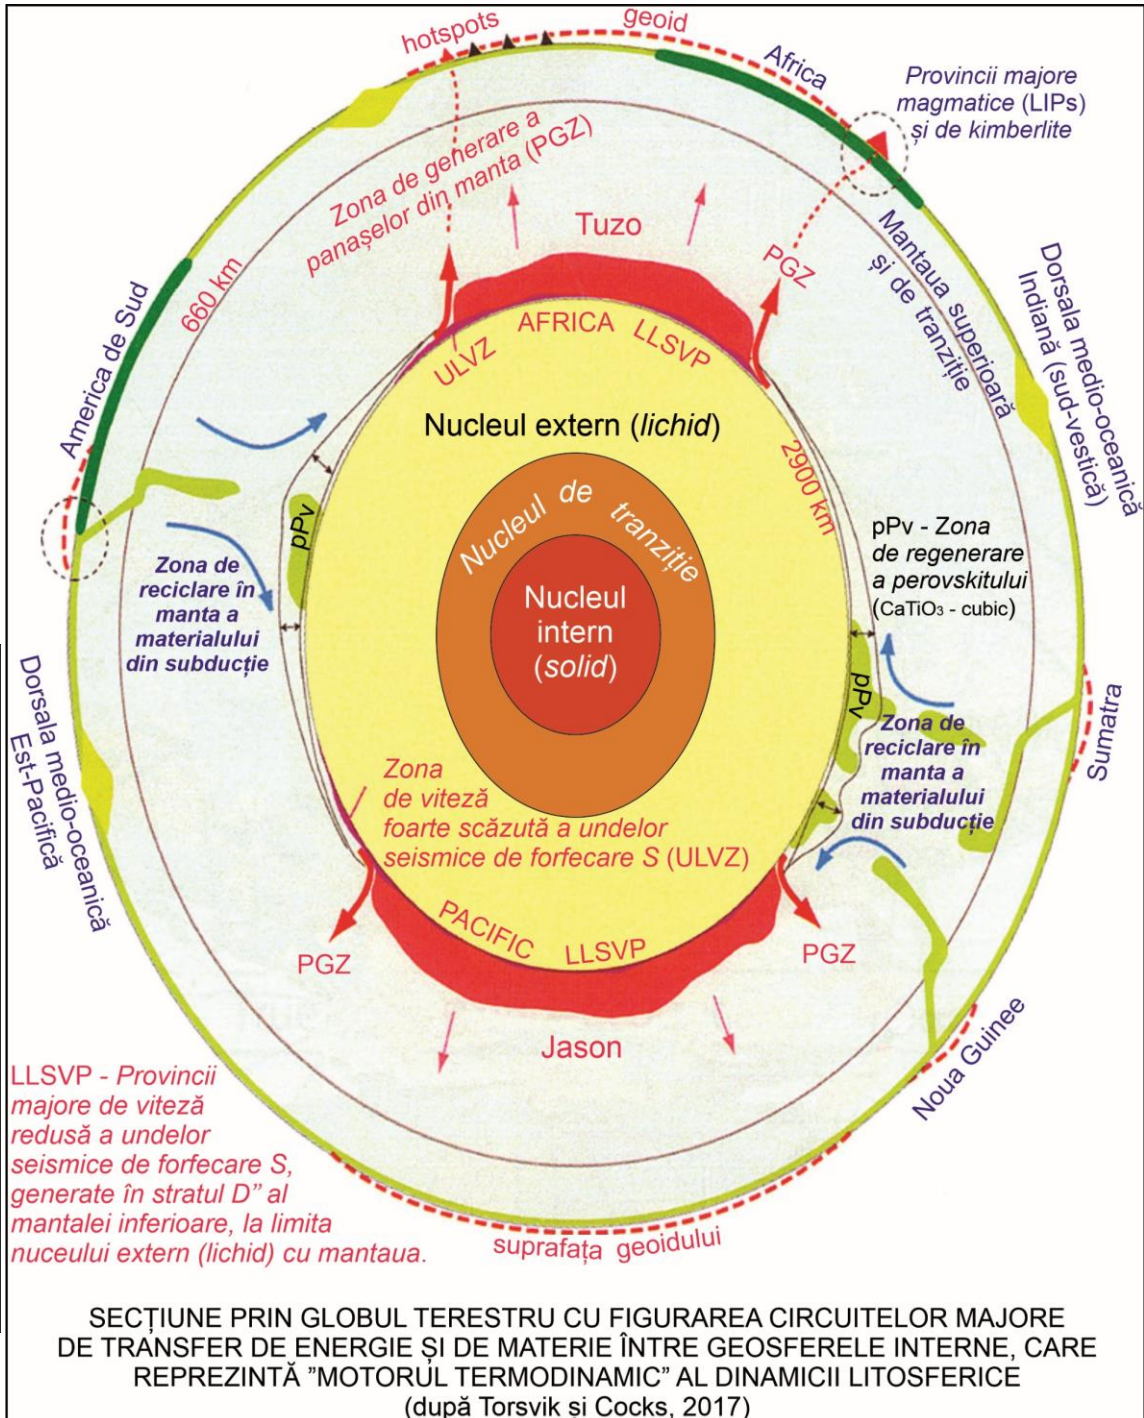 hotspots
geoid
Africa
Provincii majore
magmatice (LIPs)
și de kimberlite
Zona de generare a
panașelor din manta (PGZ)
Tuzo
PGZ
Mantaua superioară
și de tranziție
Dorsala medio-oceanică
Indiană (sud-vestică)
660 km
America de Sud
AFRICA LLSVP
ULVZ
Nucleul extern (lichid)
2900 km
Nucleul de tranziție
pPv
pPv - Zona
de regenerare
a perovskitului
(CaTiO₃ - cubic)
Zona de
reciclare în
manta a
materialului
din subducție
Nucleul
intern
(solid)
pPv
Zona de
reciclare în
manta a
materialului
din subducție
Sumatra
Dorsala medio-oceanică
Est-Pacifică
Zona
de viteză
foarte scăzută a undelor
seismice de forfecare S (ULVZ)
PACIFIC LLSVP
PGZ
PGZ
Jason
Noua Guinee
LLSVP - Provincii
majore de viteză
redusă a undelor
seismice de forfecare S,
generate în stratul D” al
mantalei inferioare, la limita
nuceului extern (lichid) cu mantaua.
suprafața geoidului
SECȚIUNE PRIN GLOBUL TERESTRU CU FIGURAREA CIRCUITELOR MAJORE
DE TRANSFER DE ENERGIE ȘI DE MATERIE ÎNTRE GEOSFERELE INTERNE, CARE
REPREZINTĂ ”MOTORUL TERMODINAMIC” AL DINAMICII LITOSFERICE
(după Torsvik și Cocks, 2017)